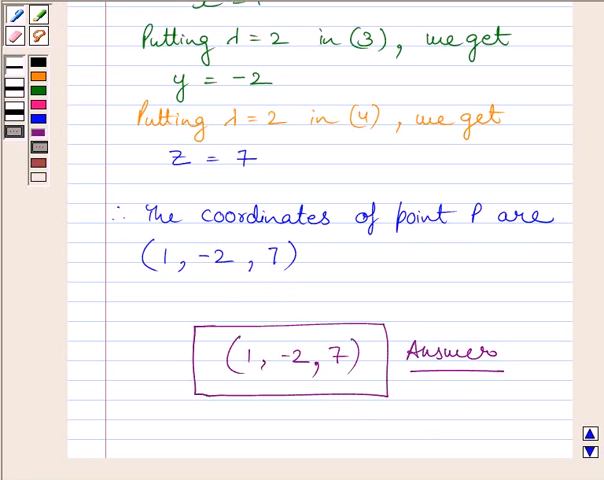 Putting λ = 2 in (3), we get
y = -2
Putting λ = 2 in (4), we get
z = 7
∴ The coordinates of point P are
(1, -2, 7)
(1, -2, 7) Answer